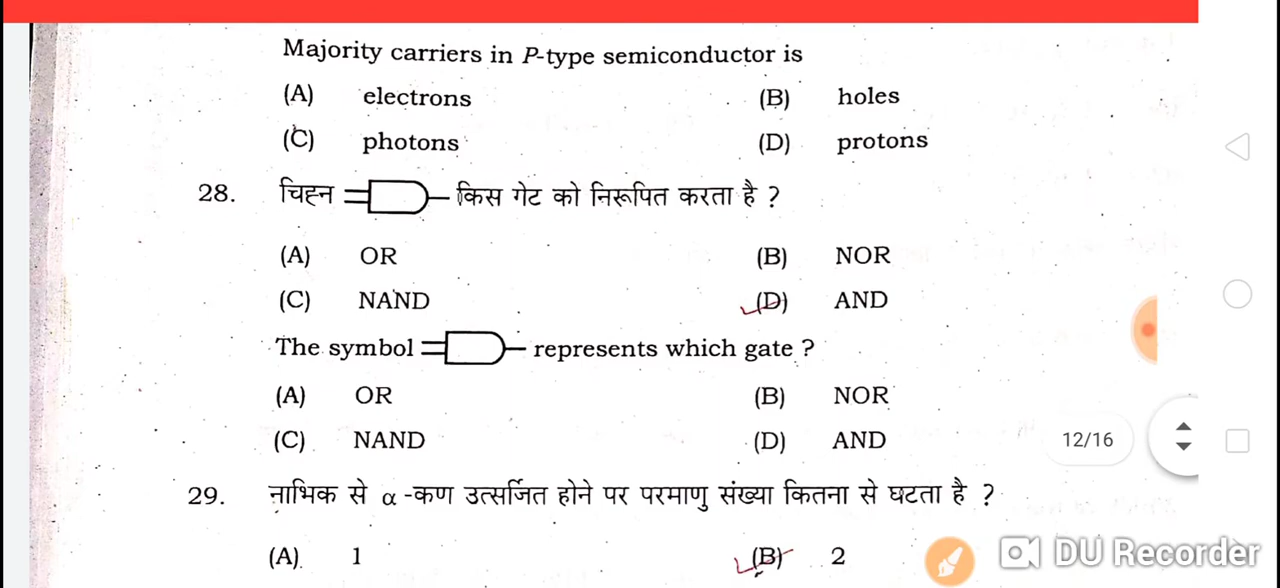 Majority carriers in P-type semiconductor is
(A) electrons (B) holes
(C) photons (D) protons
28. चिह्न किस गेट को निरूपित करता है ?
(A) OR (B) NOR
(C) NAND (D) AND
The symbol represents which gate ?
(A) OR (B) NOR
(C) NAND (D) AND
12/16
29. नाभिक से α-कण उत्सर्जित होने पर परमाणु संख्या कितना से घटता है ?
(A) 1 (B) 2
DU Recorder